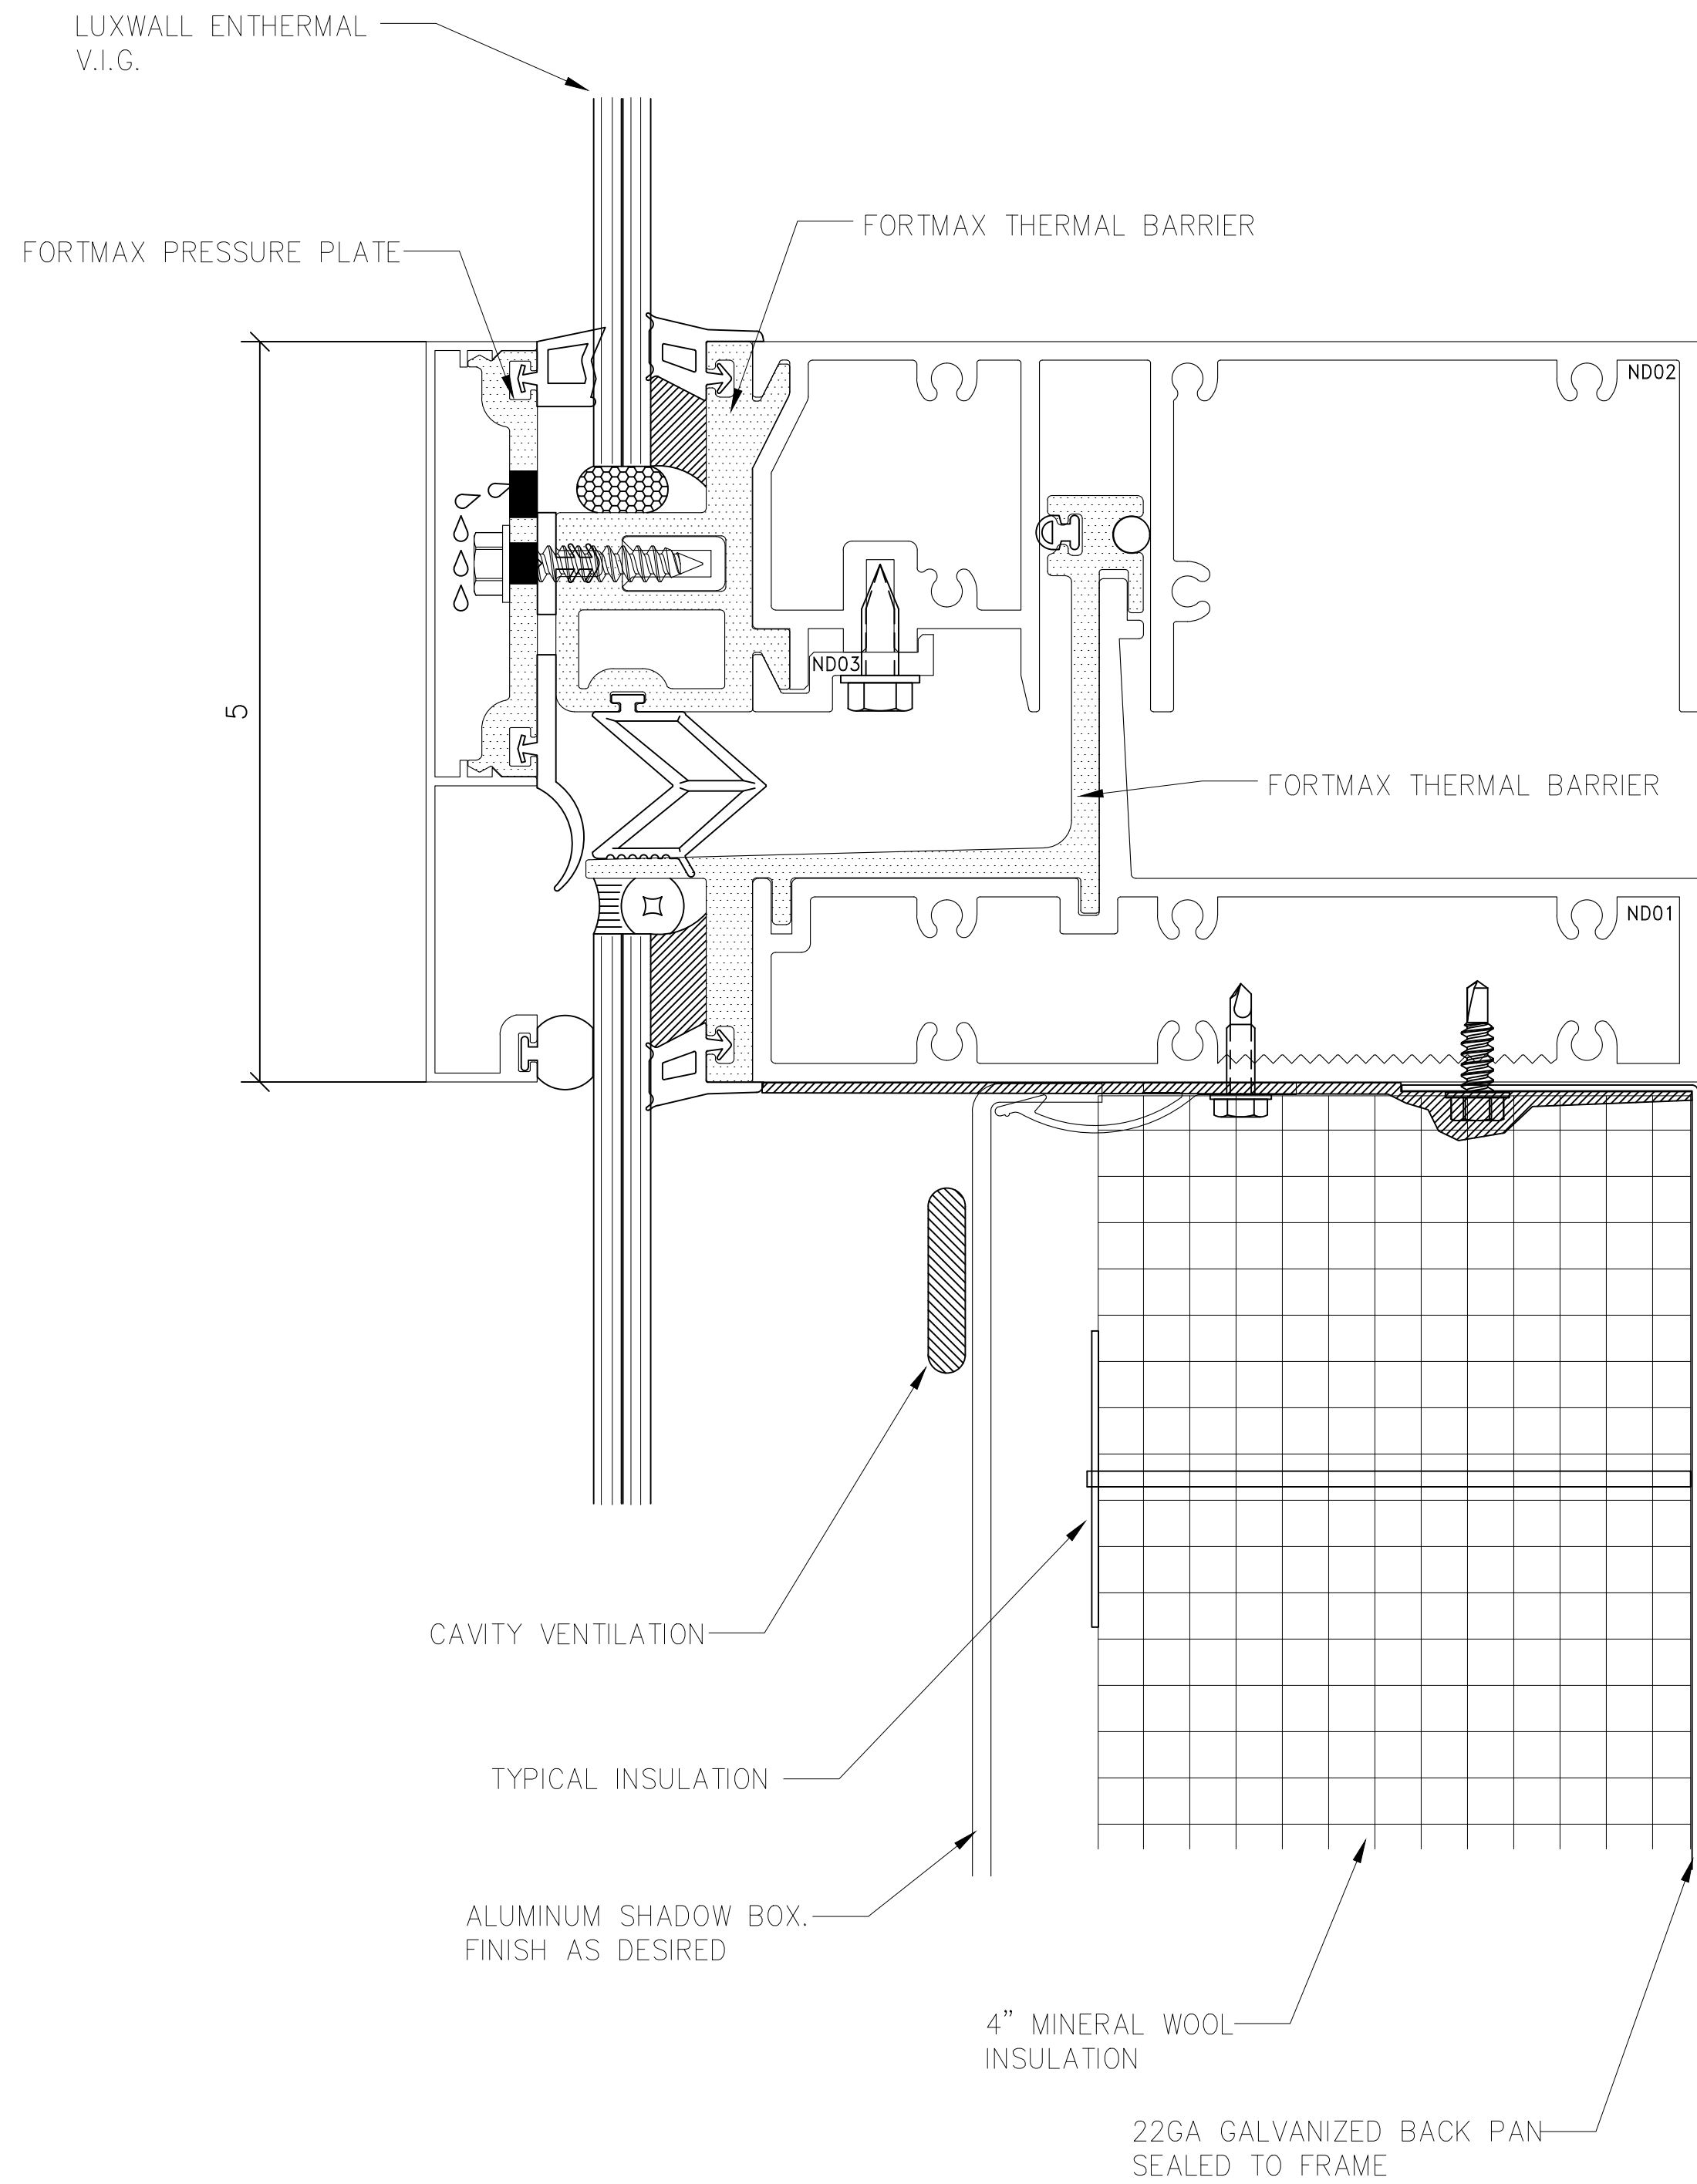 LUXWALL ENTHERMAL
V.I.G.
FORTMAX THERMAL BARRIER
FORTMAX PRESSURE PLATE
ND02
ND03
5
FORTMAX THERMAL BARRIER
ND01
CAVITY VENTILATION
TYPICAL INSULATION
ALUMINUM SHADOW BOX.
FINISH AS DESIRED
4” MINERAL WOOL
INSULATION
22GA GALVANIZED BACK PAN
SEALED TO FRAME